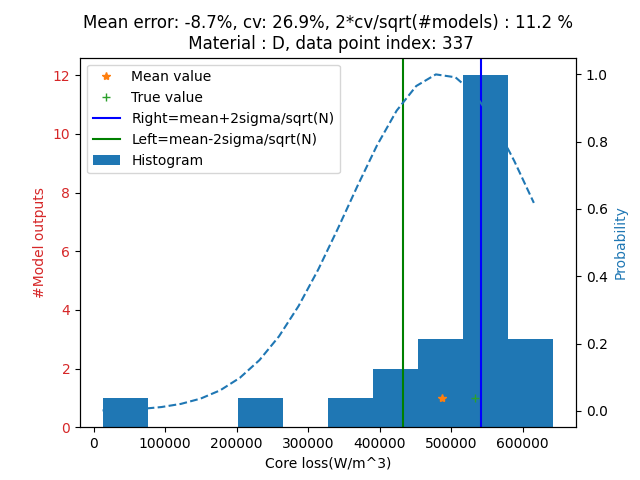 Mean error: -8.7%, cv: 26.9%, 2*cv/sqrt(#models) : 11.2 %
Material : D, data point index: 337
Mean value
True value
Right=mean+2sigma/sqrt(N)
Left=mean-2sigma/sqrt(N)
Histogram
#Model outputs
12
10
8
6
4
2
0
1.0
0.8
0.6
0.4
0.2
0.0
Probability
0 100000 200000 300000 400000 500000 600000
Core loss(W/m^3)